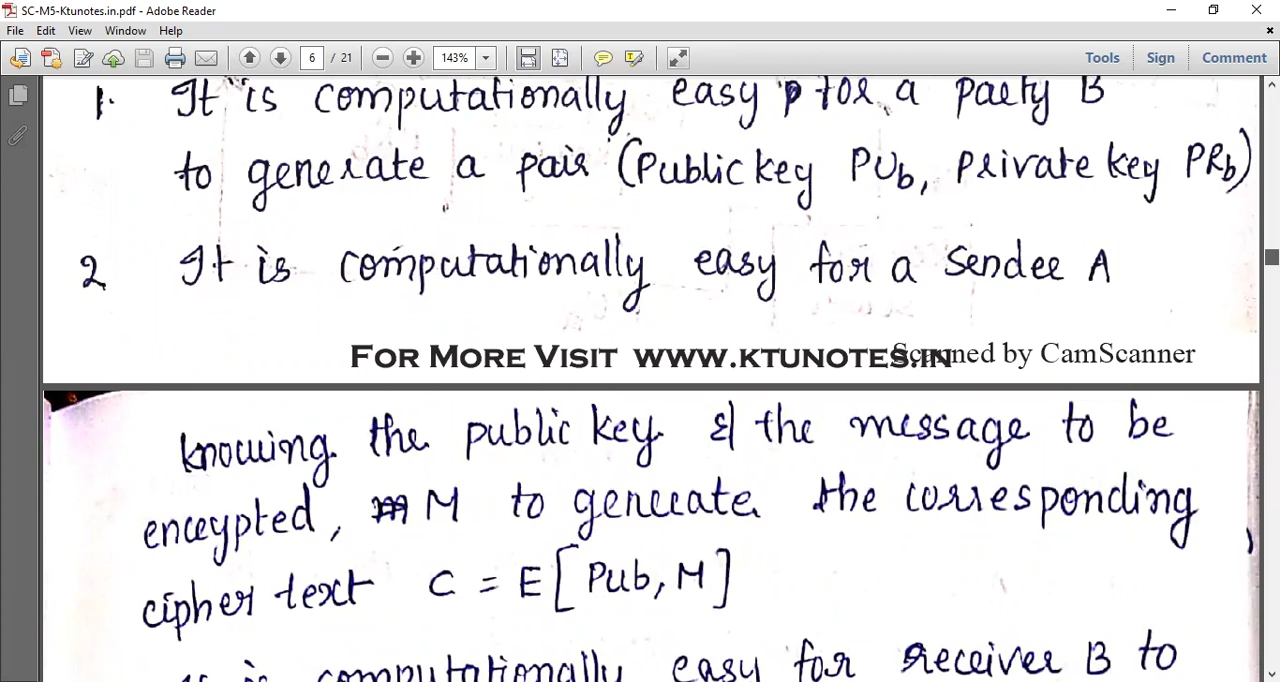 SC-M5-Ktunotes.in.pdf - Adobe Reader
File Edit View Window Help
6 / 21 143% Tools Sign Comment
1. It is computationally easy for a party B
to generate a pair (Public key PUb, Private key PRb)
2 It is computationally easy for a sender A
FOR MORE VISIT WWW.KTUNOTES.IN
Scanned by CamScanner
knowing the public key & the message to be
encrypted, M to generate the corresponding
cipher text C = E[Pub, M]
computationally easy for receiver B to